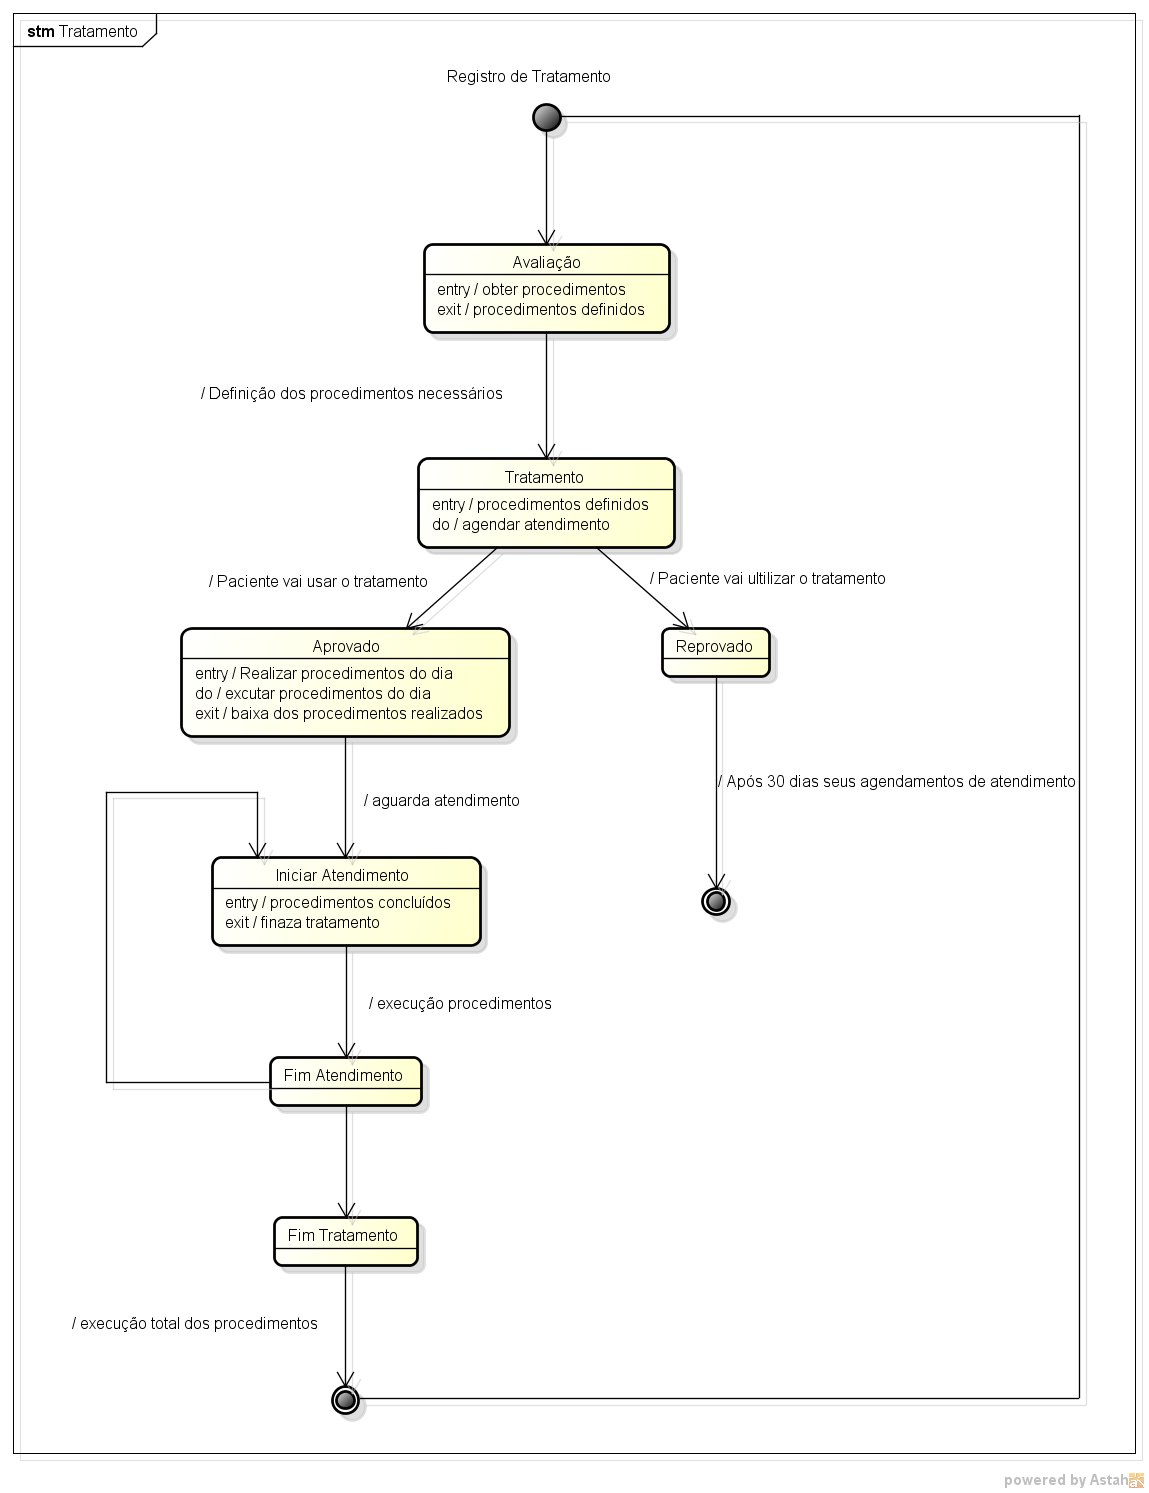 stm Tratamento
Registro de Tratamento
Avaliação
entry / obter procedimentos
exit / procedimentos definidos
/ Definição dos procedimentos necessários
Tratamento
entry / procedimentos definidos
do / agendar atendimento
/ Paciente vai usar o tratamento
/ Paciente vai ultilizar o tratamento
Aprovado
entry / Realizar procedimentos do dia
do / excutar procedimentos do dia
exit / baixa dos procedimentos realizados
Reprovado
/ Após 30 dias seus agendamentos de atendimento
/ aguarda atendimento
Iniciar Atendimento
entry / procedimentos concluídos
exit / finaza tratamento
/ execução procedimentos
Fim Atendimento
Fim Tratamento
/ execução total dos procedimentos
powered by Astah